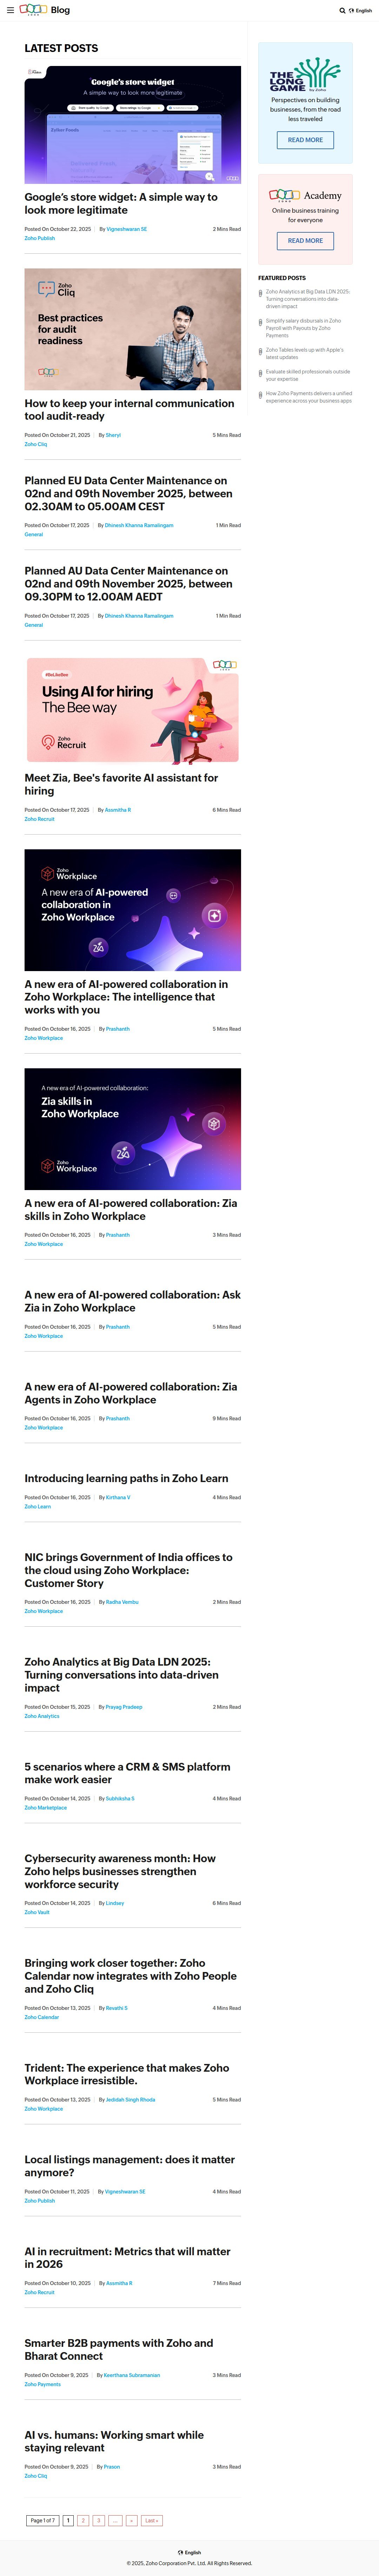 ZOHO Blog
English
LATEST POSTS
Google's store widget
A simple way to look more legitimate
Google's store widget: A simple way to look more legitimate
Posted On October 22, 2025 By Vigneshwaran SE 2 Mins Read
Zoho Publish
Zoho
Cliq
Best practices
for audit
readiness
How to keep your internal communication
tool audit-ready
Posted On October 21, 2025 By Sheryl 5 Mins Read
Zoho Cliq
Planned EU Data Center Maintenance on
02nd and 09th November 2025, between
02.30AM to 05.00AM CEST
Posted On October 17, 2025 By Dhinesh Khanna Ramalingam 1 Min Read
General
Planned AU Data Center Maintenance on
02nd and 09th November 2025, between
09.30PM to 12.00AM AEDT
Posted On October 17, 2025 By Dhinesh Khanna Ramalingam 1 Min Read
General
#BeLikeBee
Using AI for hiring
The Bee way
Zoho
Recruit
ZOHO
Meet Zia, Bee's favorite AI assistant for
hiring
Posted On October 17, 2025 By Assmitha R 6 Mins Read
Zoho Recruit
Zoho
Workplace
A new era of AI-powered
collaboration in
Zoho Workplace
A new era of AI-powered collaboration in
Zoho Workplace: The intelligence that
works with you
Posted On October 16, 2025 By Prashanth 5 Mins Read
Zoho Workplace
A new era of AI-powered collaboration:
Zia skills in
Zoho Workplace
Zoho
Workplace
A new era of AI-powered collaboration: Zia
skills in Zoho Workplace
Posted On October 16, 2025 By Prashanth 3 Mins Read
Zoho Workplace
A new era of AI-powered collaboration: Ask
Zia in Zoho Workplace
Posted On October 16, 2025 By Prashanth 5 Mins Read
Zoho Workplace
A new era of AI-powered collaboration: Zia
Agents in Zoho Workplace
Posted On October 16, 2025 By Prashanth 9 Mins Read
Zoho Workplace
Introducing learning paths in Zoho Learn
Posted On October 16, 2025 By Kirthana V 4 Mins Read
Zoho Learn
NIC brings Government of India offices to
the cloud using Zoho Workplace:
Customer Story
Posted On October 16, 2025 By Radha Vembu 2 Mins Read
Zoho Workplace
Zoho Analytics at Big Data LDN 2025:
Turning conversations into data-driven
impact
Posted On October 15, 2025 By Prayag Pradeep 2 Mins Read
Zoho Analytics
5 scenarios where a CRM & SMS platform
make work easier
Posted On October 14, 2025 By Subhiksha S 4 Mins Read
Zoho Marketplace
Cybersecurity awareness month: How
Zoho helps businesses strengthen
workforce security
Posted On October 14, 2025 By Lindsey 6 Mins Read
Zoho Vault
Bringing work closer together: Zoho
Calendar now integrates with Zoho People
and Zoho Cliq
Posted On October 13, 2025 By Revathi S 4 Mins Read
Zoho Calendar
Trident: The experience that makes Zoho
Workplace irresistible.
Posted On October 13, 2025 By Jedidah Singh Rhoda 5 Mins Read
Zoho Workplace
Local listings management: does it matter
anymore?
Posted On October 11, 2025 By Vigneshwaran SE 4 Mins Read
Zoho Publish
AI in recruitment: Metrics that will matter
in 2026
Posted On October 10, 2025 By Assmitha R 7 Mins Read
Zoho Recruit
Smarter B2B payments with Zoho and
Bharat Connect
Posted On October 9, 2025 By Keerthana Subramanian 3 Mins Read
Zoho Payments
AI vs. humans: Working smart while
staying relevant
Posted On October 9, 2025 By Prason 3 Mins Read
Zoho Cliq
Page 1 of 7 1 2 3 ... » Last »
THE LONG GAME
by Zoho
Perspectives on building
businesses, from the road
less traveled
READ MORE
ZOHO Academy
Online business training
for everyone
READ MORE
FEATURED POSTS
Zoho Analytics at Big Data LDN 2025:
Turning conversations into data-
driven impact
Simplify salary disbursals in Zoho
Payroll with Payouts by Zoho
Payments
Zoho Tables levels up with Apple's
latest updates
Evaluate skilled professionals outside
your expertise
How Zoho Payments delivers a unified
experience across your business apps
English
© 2025, Zoho Corporation Pvt. Ltd. All Rights Reserved.